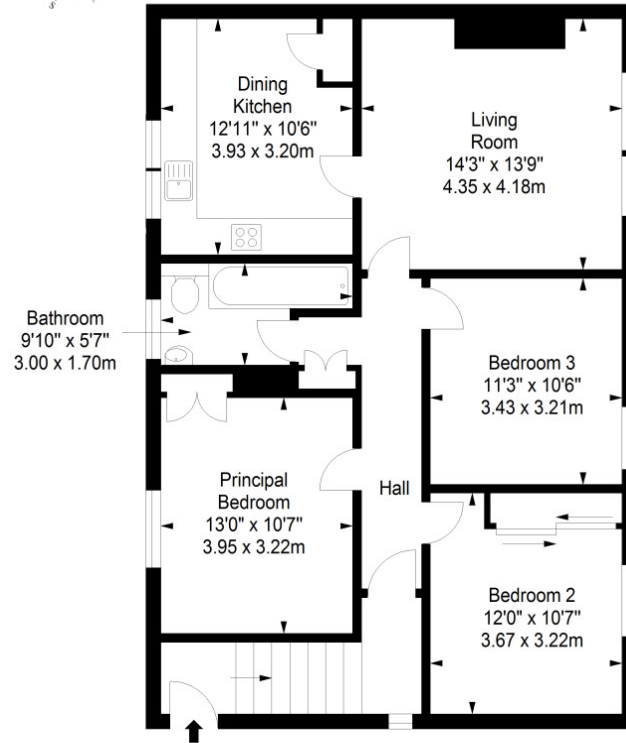 s
Dining
Kitchen
12'11" x 10'6"
3.93 x 3.20m
Living
Room
14'3" x 13'9"
4.35 x 4.18m
Bathroom
9'10" x 5'7"
3.00 x 1.70m
Bedroom 3
11'3" x 10'6"
3.43 x 3.21m
Principal
Bedroom
13'0" x 10'7"
3.95 x 3.22m
Hall
Bedroom 2
12'0" x 10'7"
3.67 x 3.22m